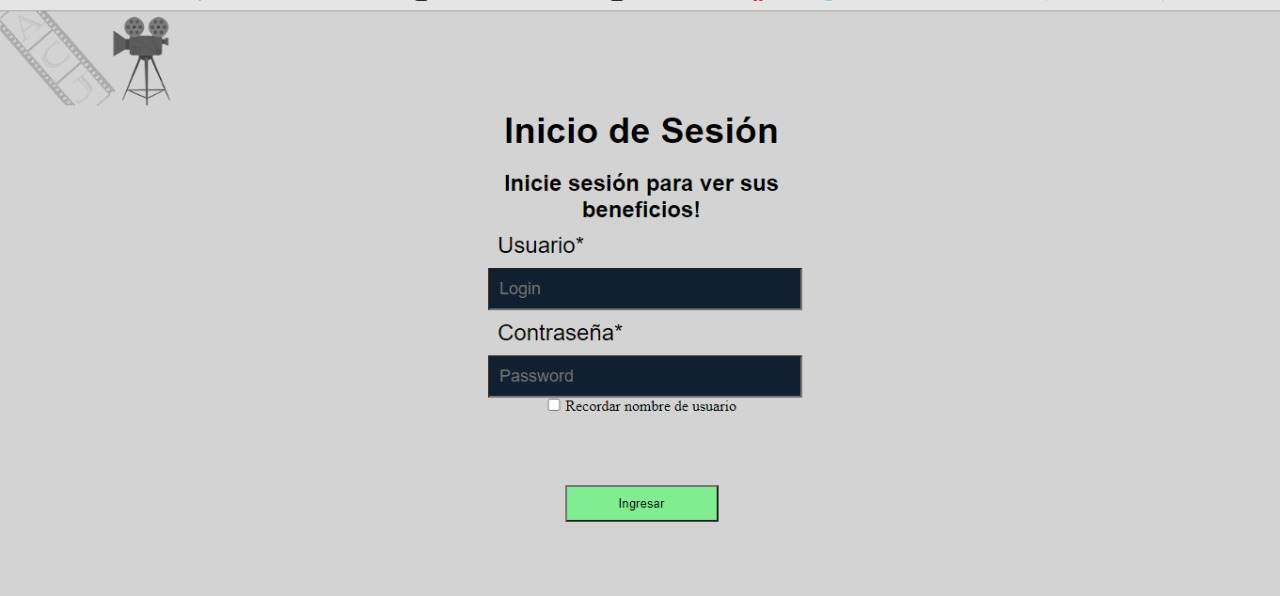 Inicio de Sesión
Inicie sesión para ver sus
beneficios!
Usuario*
Login
Contraseña*
Password
Recordar nombre de usuario
Ingresar